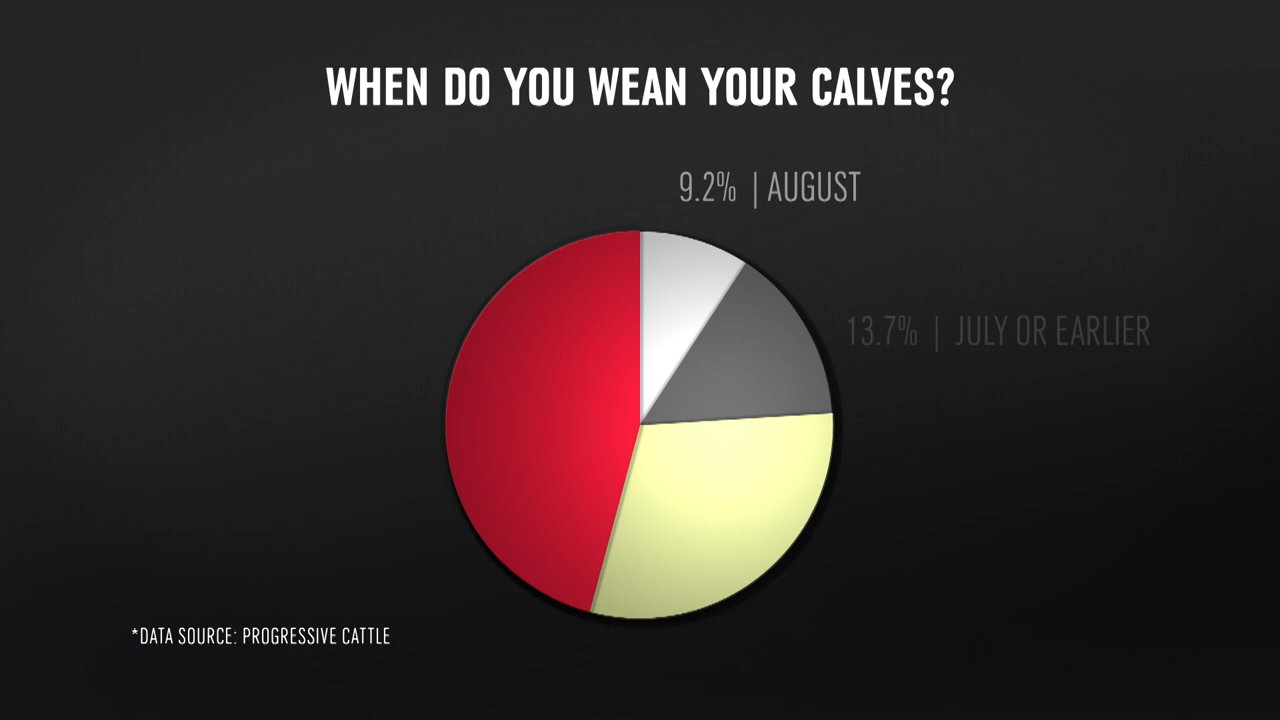 WHEN DO YOU WEAN YOUR CALVES?
9.2% | AUGUST
13.7% | JULY OR EARLIER
*DATA SOURCE: PROGRESSIVE CATTLE